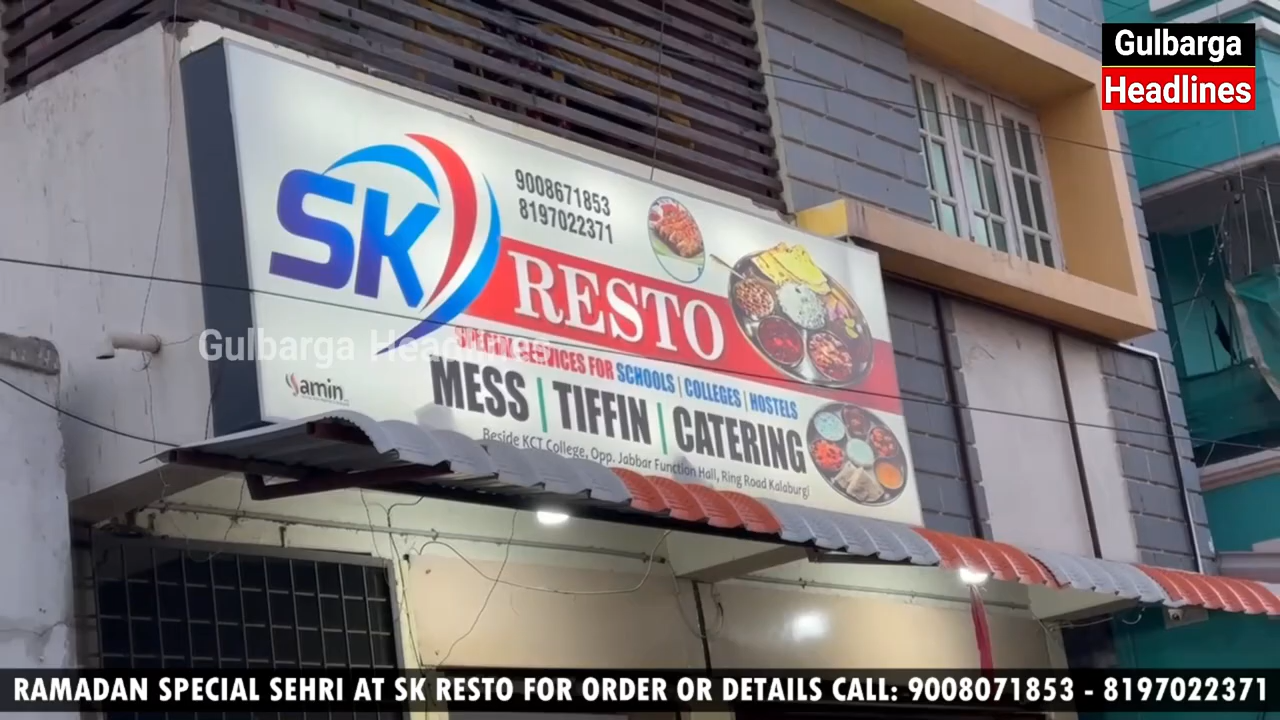 Gulbarga
Headlines
SK
9008671853
8197022371
RESTO
SERVICES FOR SCHOOLS | COLLEGES | HOSTELS
MESS | TIFFIN | CATERING
Beside KCT College, Opp. Jabbar Function Hall, Ring Road Kalaburgi
amin
Gulbarga Headlines
RAMADAN SPECIAL SEHRI AT SK RESTO FOR ORDER OR DETAILS CALL: 9008071853 - 8197022371